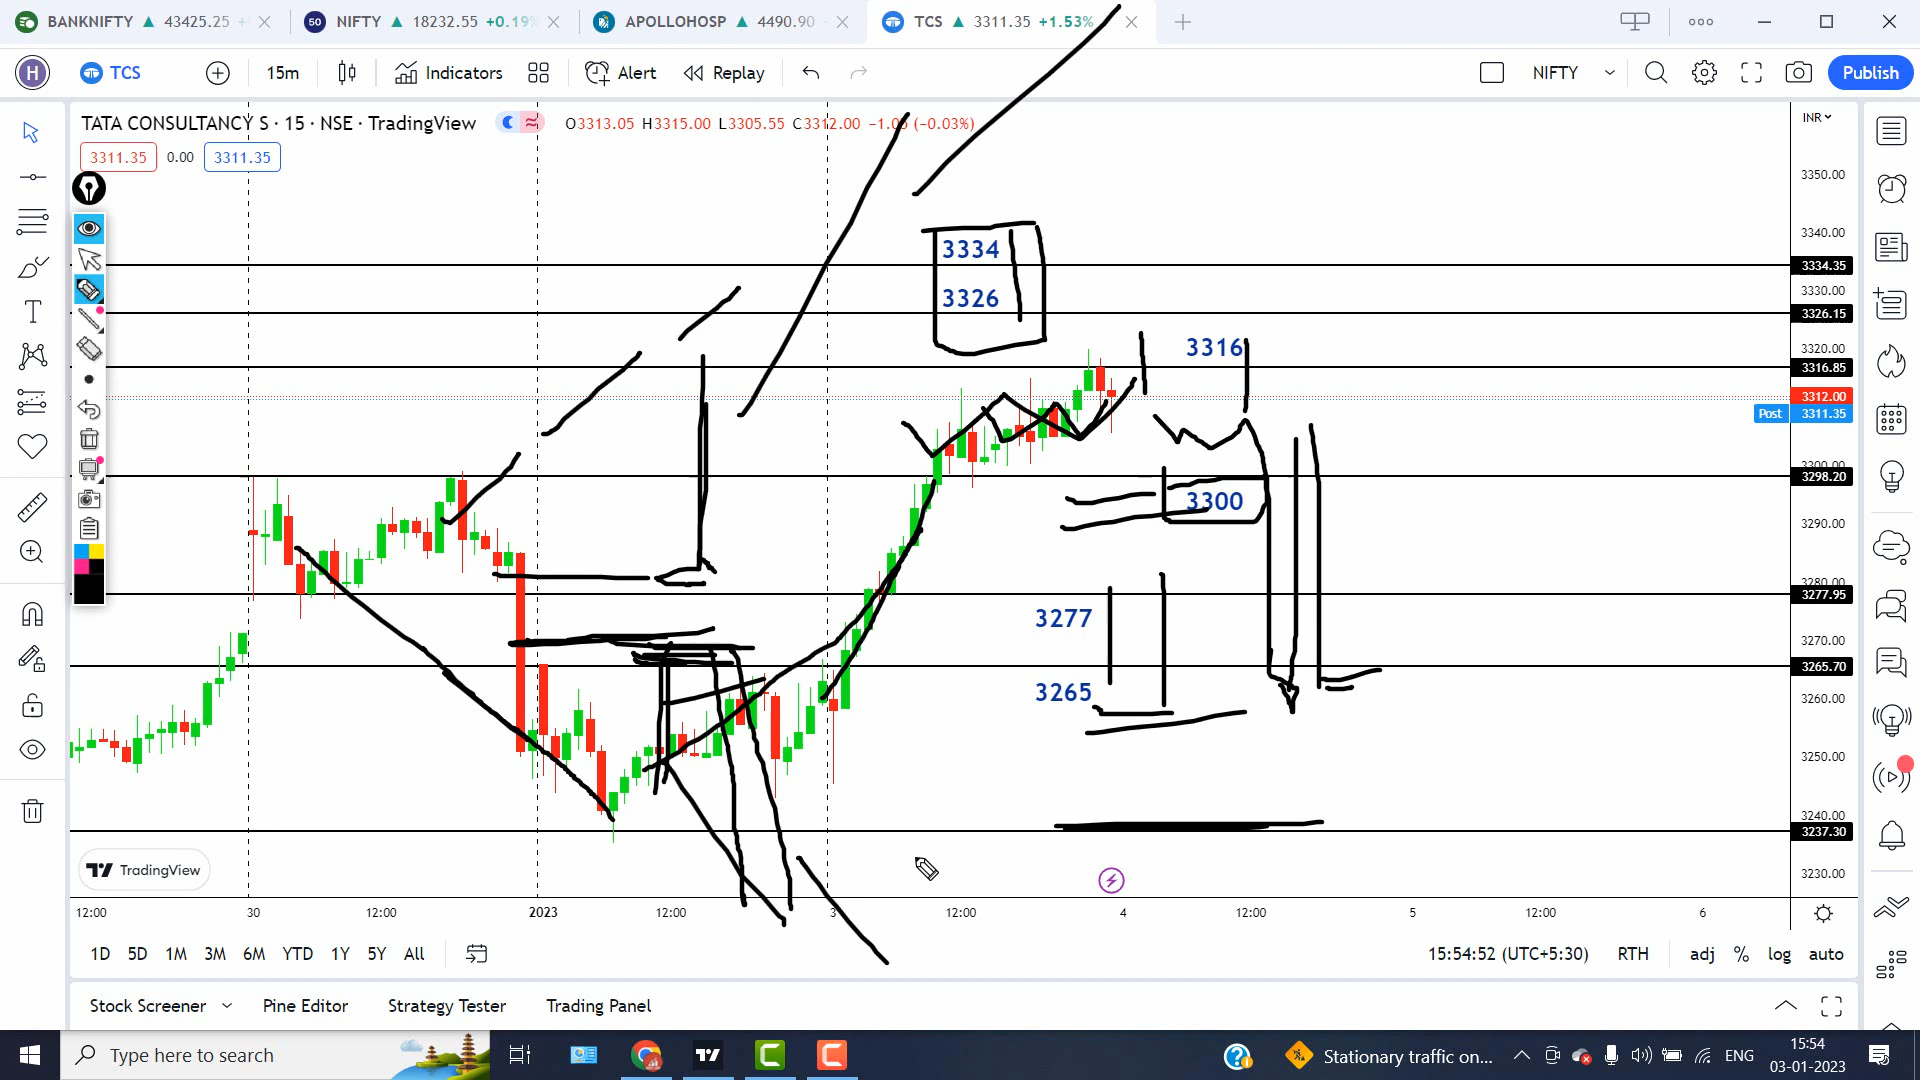 BANKNIFTY ▲ 43425.25
NIFTY ▲ 18232.55 +0.19%
APOLLOHOSP ▲ 4490.90
TCS ▲ 3311.35 +1.53%
H TCS 15m Indicators Alert Replay NIFTY Publish
TATA CONSULTANCY S · 15 · NSE · TradingView O3313.05 H3315.00 L3305.55 C3312.00 (−0.03%)
INR
3311.35 0.00 3311.35
3350.00
3340.00
3334
3334.35
3330.00
3326
3326.15
3320.00
3316
3316.85
3312.00
Post 3311.35
3300.00
3298.20
3300
3290.00
3280.00
3277.95
3277
3270.00
3265.70
3265
3260.00
3250.00
3240.00
3237.30
3230.00
TradingView
12:00 30 12:00 2023 12:00 3 12:00 4 12:00 5 12:00 6
1D 5D 1M 3M 6M YTD 1Y 5Y All 15:54:52 (UTC+5:30) RTH adj % log auto
Stock Screener Pine Editor Strategy Tester Trading Panel
Type here to search Stationary traffic on... ENG 15:54
03-01-2023